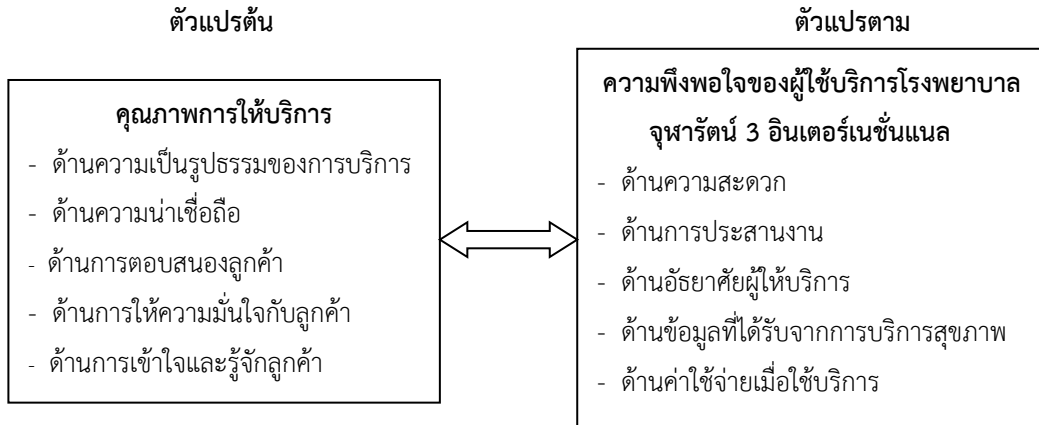 ตัวแปรต้น
ตัวแปรตาม
คุณภาพการให้บริการ
- ด้านความเป็นรูปธรรมของการบริการ
- ด้านความน่าเชื่อถือ
- ด้านการตอบสนองลูกค้า
- ด้านการให้ความมั่นใจกับลูกค้า
- ด้านการเข้าใจและรู้จักลูกค้า
ความพึงพอใจของผู้ใช้บริการโรงพยาบาล
จุฬารัตน์ 3 อินเตอร์เนชั่นแนล
- ด้านความสะดวก
- ด้านการประสานงาน
- ด้านอัธยาศัยผู้ให้บริการ
- ด้านข้อมูลที่ได้รับจากการบริการสุขภาพ
- ด้านค่าใช้จ่ายเมื่อใช้บริการ